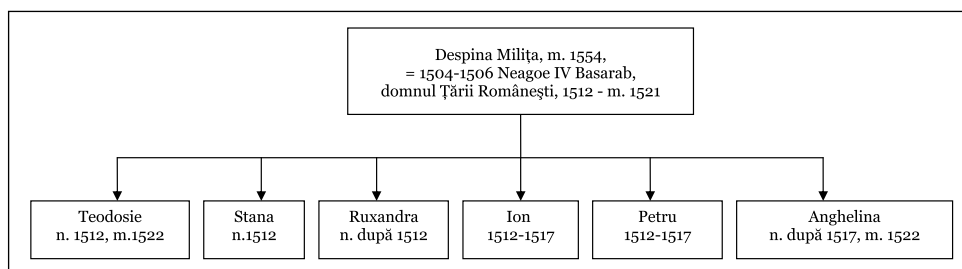 Despina Milița, m. 1554,
= 1504-1506 Neagoe IV Basarab,
domnul Țării Româneşti, 1512 - m. 1521
Teodosie
n. 1512, m.1522
Stana
n.1512
Ruxandra
n. după 1512
Ion
1512-1517
Petru
1512-1517
Anghelina
n. după 1517, m. 1522